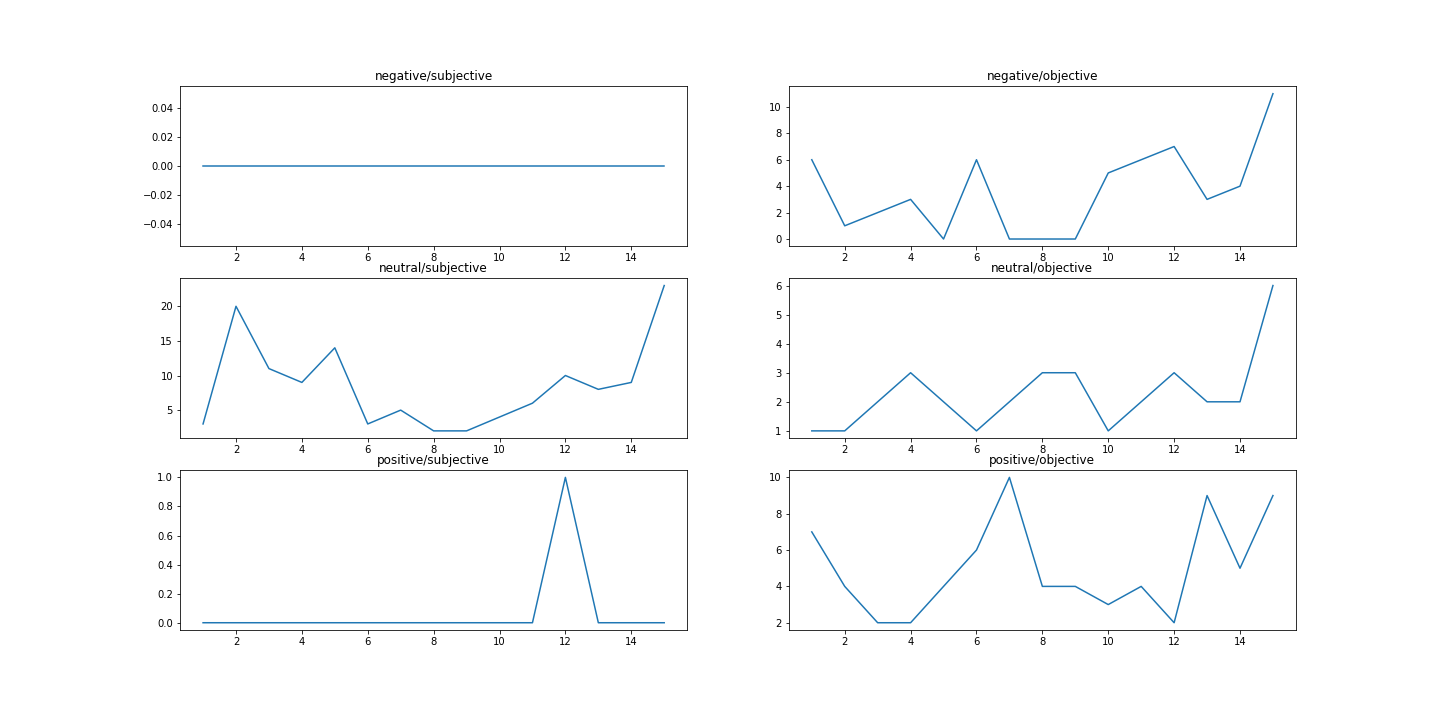 negative/subjective
0.04
0.02
0.00
−0.02
−0.04
2 4 6 8 10 12 14
negative/objective
10
8
6
4
2
0
2 4 6 8 10 12 14
neutral/subjective
20
15
10
5
2 4 6 8 10 12 14
neutral/objective
6
5
4
3
2
1
2 4 6 8 10 12 14
positive/subjective
1.0
0.8
0.6
0.4
0.2
0.0
2 4 6 8 10 12 14
positive/objective
10
8
6
4
2
2 4 6 8 10 12 14